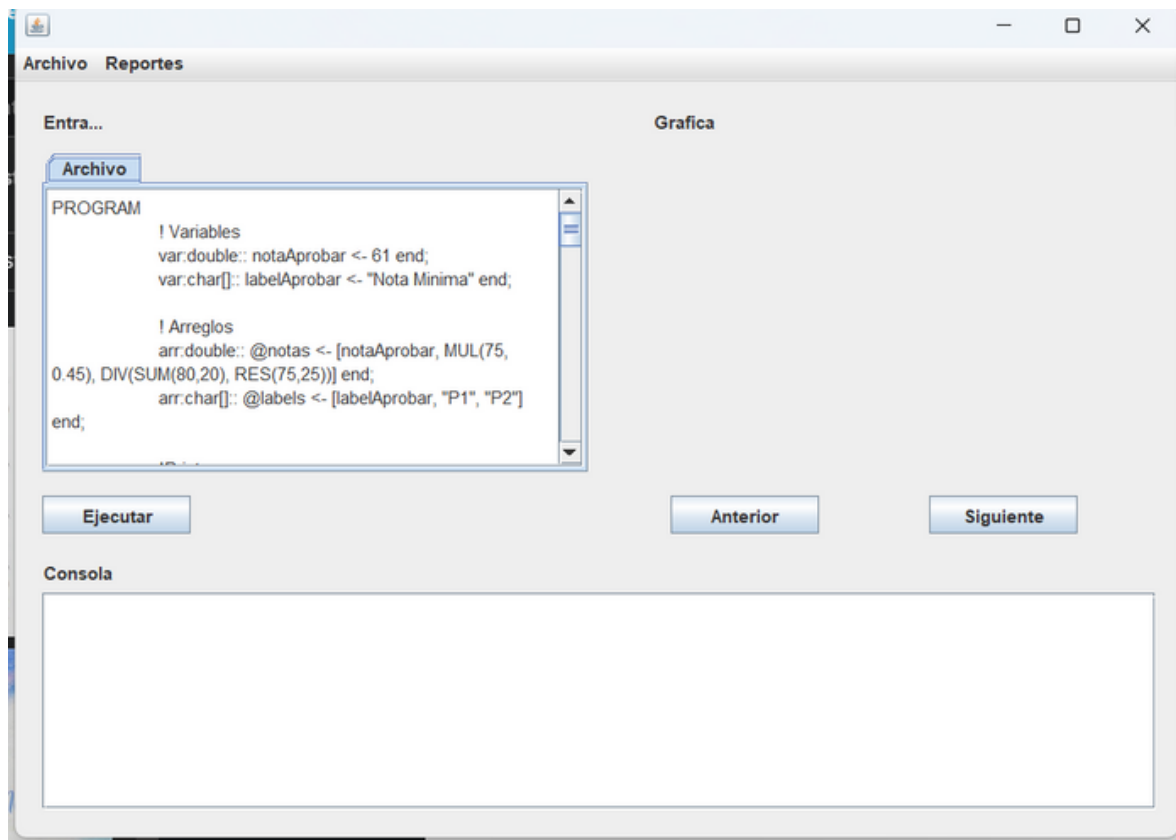 Archivo Reportes
Entra...
Grafica
Archivo
PROGRAM
! Variables
var:double:: notaAprobar <- 61 end;
var:char[]:: labelAprobar <- "Nota Minima" end;
! Arreglos
arr:double:: @notas <- [notaAprobar, MUL(75,
0.45), DIV(SUM(80,20), RES(75,25))] end;
arr:char[]:: @labels <- [labelAprobar, "P1", "P2"]
end;
Ejecutar
Anterior
Siguiente
Consola